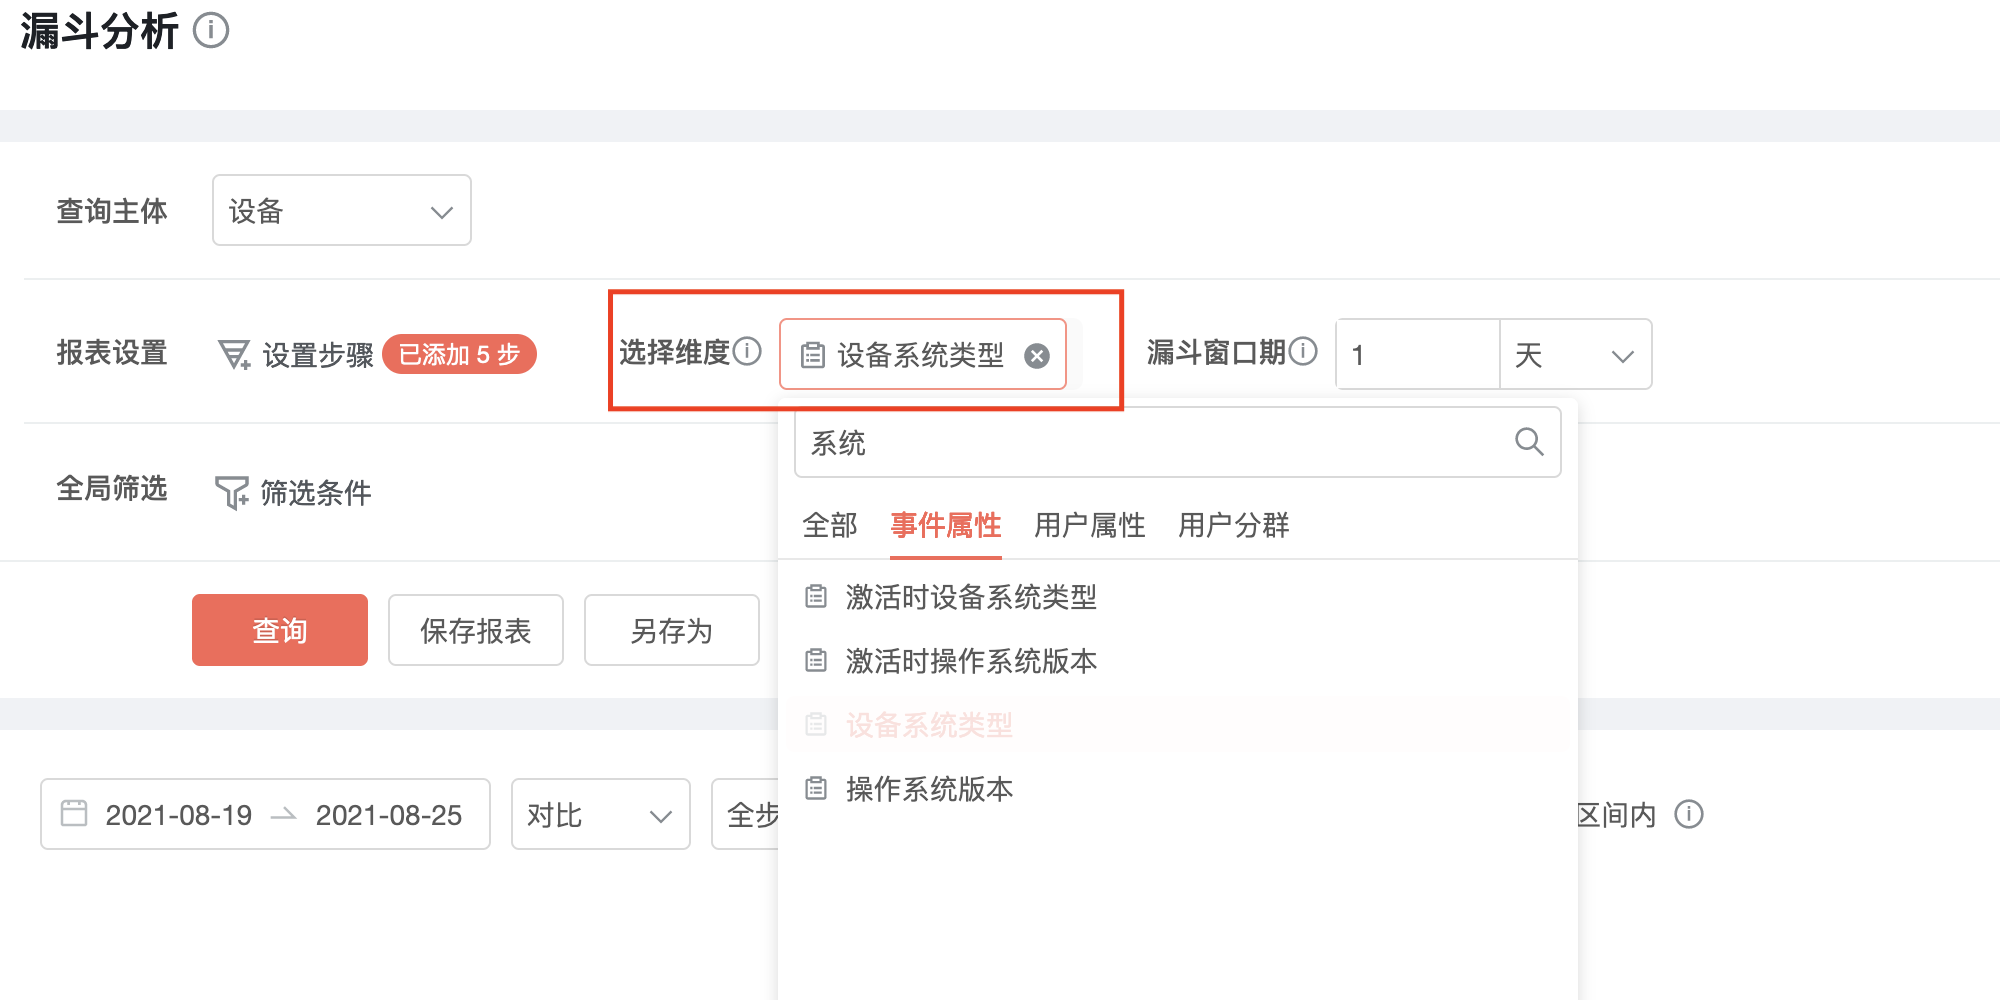 漏斗分析
查询主体 设备
报表设置 设置步骤 已添加 5 步 选择维度 设备系统类型 漏斗窗口期 1 天
系统
全局筛选 筛选条件
全部 事件属性 用户属性 用户分群
激活时设备系统类型
查询 保存报表 另存为
激活时操作系统版本
设备系统类型
操作系统版本
2021-08-19 2021-08-25 对比 全步 区间内